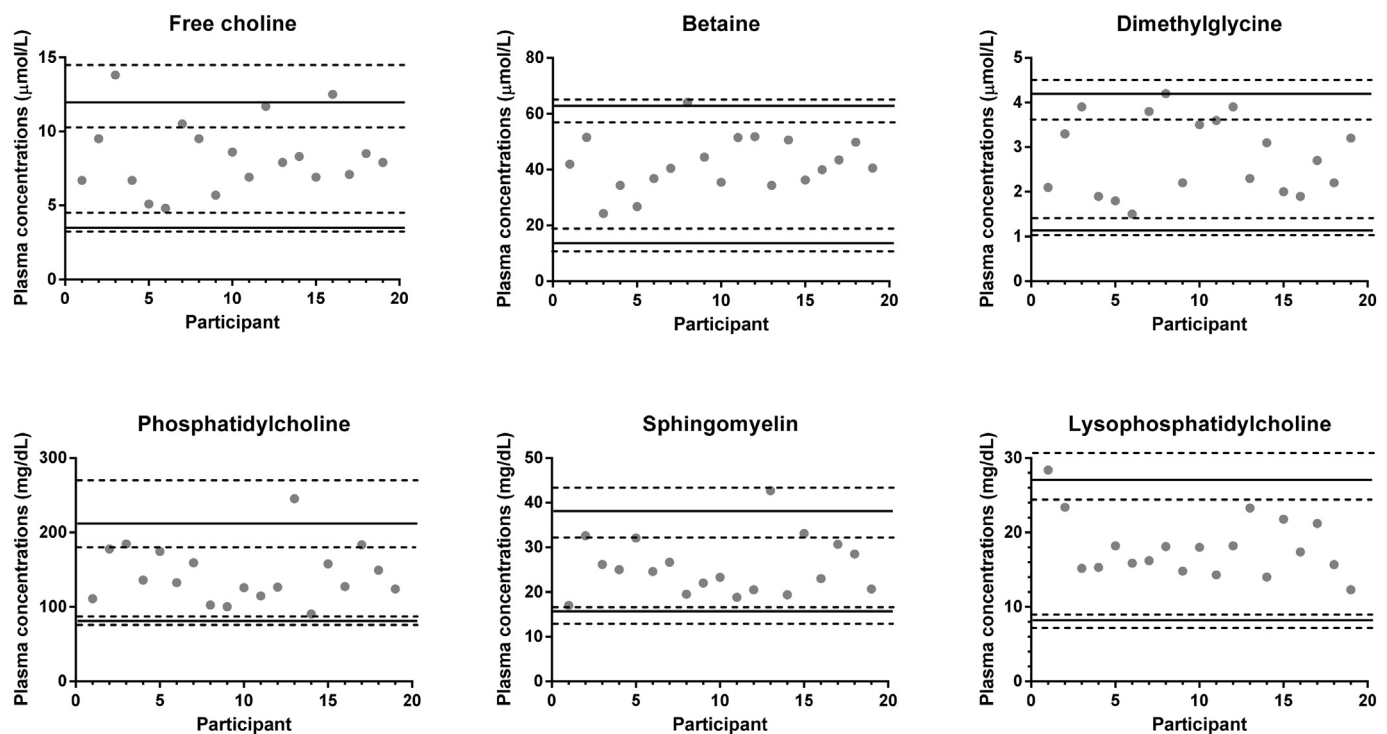 Free choline
Plasma concentrations (μmol/L)
15
10
5
0
0 5 10 15 20
Participant
Betaine
Plasma concentrations (μmol/L)
80
60
40
20
0
0 5 10 15 20
Participant
Dimethylglycine
Plasma concentrations (μmol/L)
5
4
3
2
1
0
0 5 10 15 20
Participant
Phosphatidylcholine
Plasma concentrations (mg/dL)
300
200
100
0
0 5 10 15 20
Participant
Sphingomyelin
Plasma concentrations (mg/dL)
50
40
30
20
10
0
0 5 10 15 20
Participant
Lysophosphatidylcholine
Plasma concentrations (mg/dL)
30
20
10
0
0 5 10 15 20
Participant